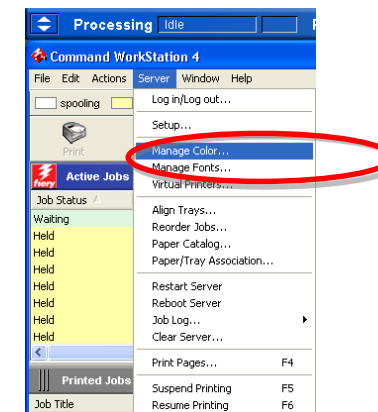 Processing Idle
Command WorkStation 4
File Edit Actions Server Window Help
spooling
Log in/Log out...
Setup...
Print
Manage Color...
Manage Fonts...
fiery Active Jobs
Virtual Printers...
Job Status
Align Trays...
Waiting
Reorder Jobs...
Held
Paper Catalog...
Held
Paper/Tray Association...
Held
Held
Restart Server
Held
Reboot Server
Held
Job Log...
Held
Clear Server...
Print Pages... F4
Printed Jobs
Suspend Printing F5
Job Title
Resume Printing F6